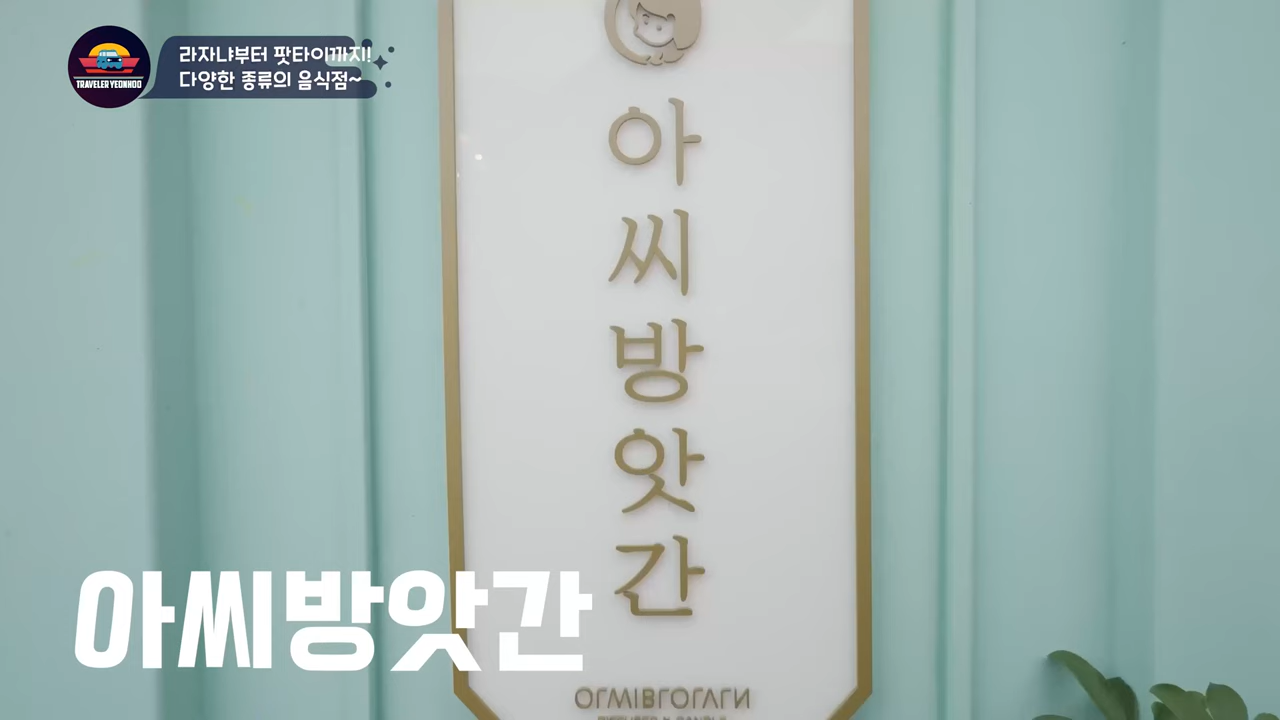 TRAVELER YEONHOO
라자냐부터 팟타이까지!
다양한 종류의 음식점~
아
씨
방
앗
간
아씨방앗간